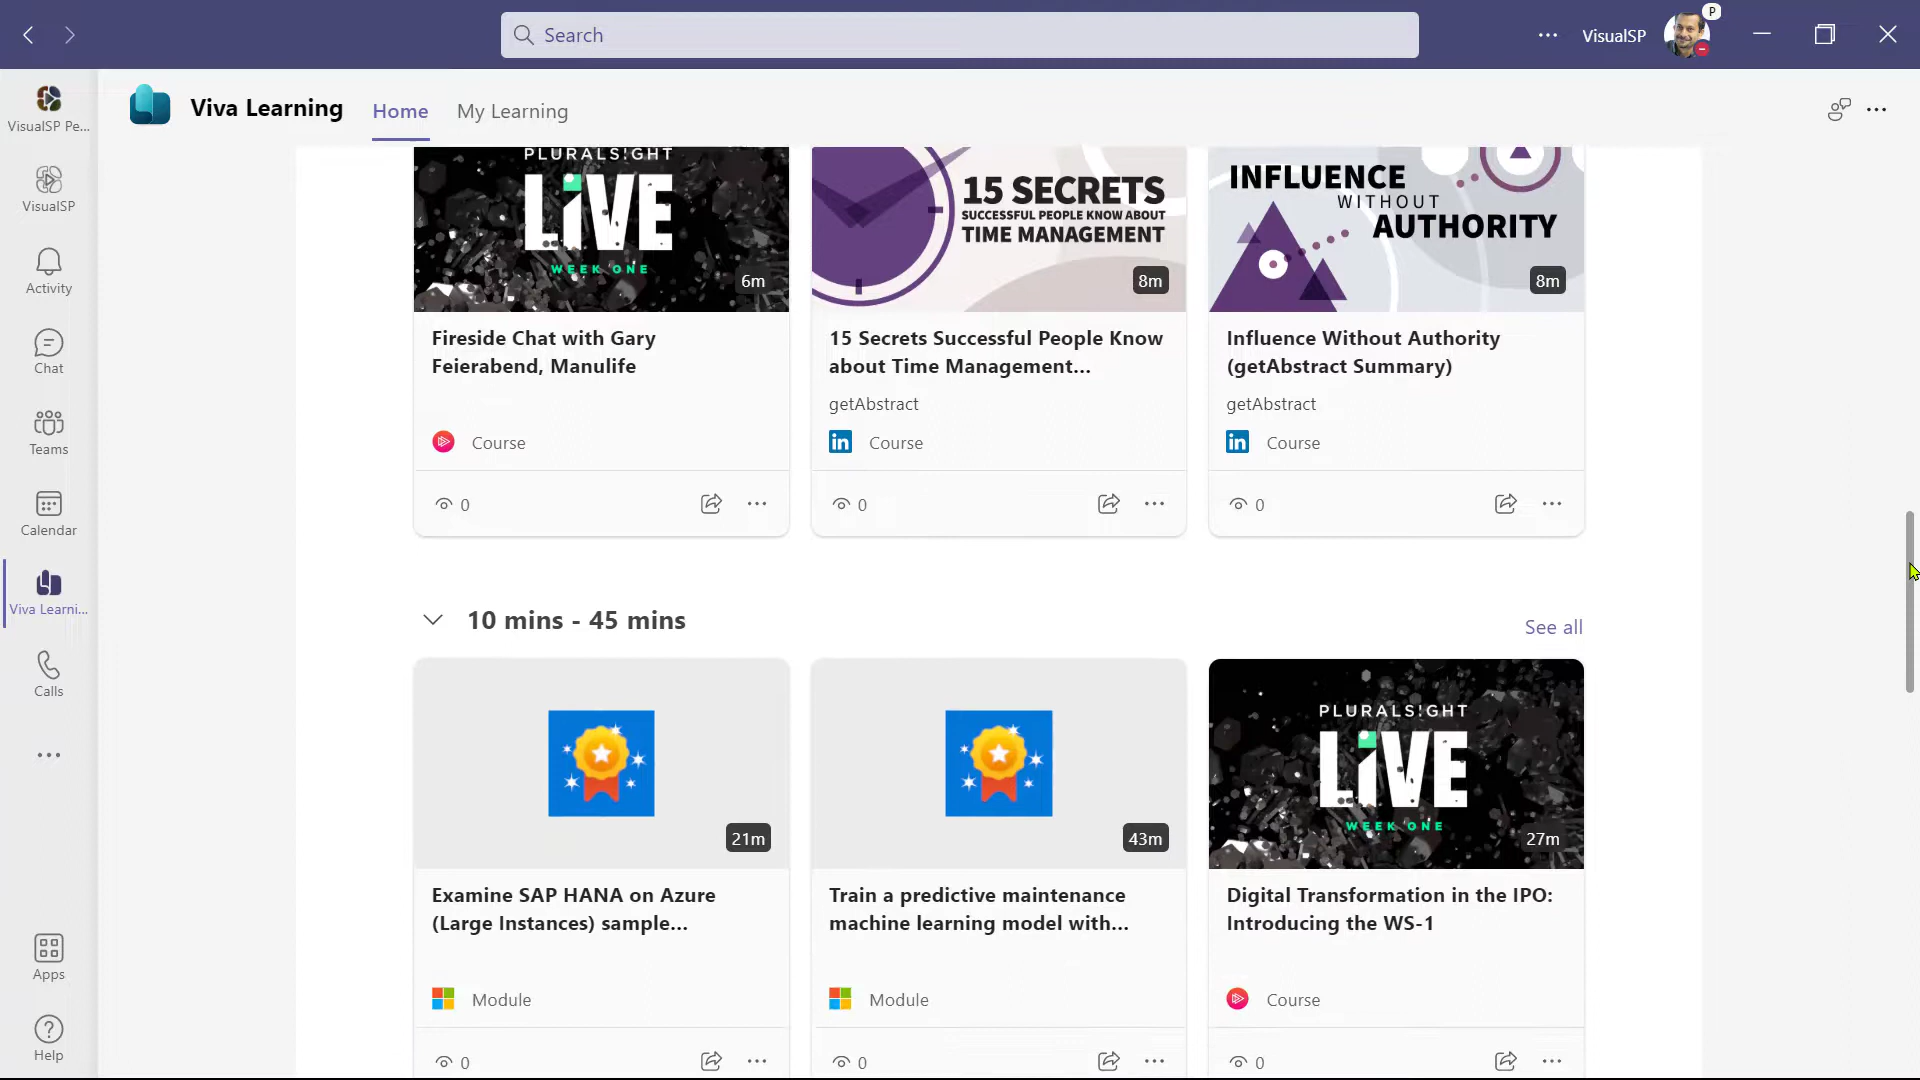 Search
VisualSP
P
VisualSP Pe...
VisualSP
Activity
Chat
Teams
Calendar
Viva Learni...
Calls
Apps
Help
Viva Learning
Home
My Learning
PLURALS!GHT
LiVE
WEEK ONE
6m
Fireside Chat with Gary
Feierabend, Manulife
Course
0
15 SECRETS
SUCCESSFUL PEOPLE KNOW ABOUT
TIME MANAGEMENT
8m
15 Secrets Successful People Know
about Time Management...
getAbstract
in
Course
0
INFLUENCE
WITHOUT
AUTHORITY
8m
Influence Without Authority
(getAbstract Summary)
getAbstract
in
Course
0
10 mins - 45 mins
See all
21m
Examine SAP HANA on Azure
(Large Instances) sample...
Module
0
43m
Train a predictive maintenance
machine learning model with...
Module
0
PLURALS!GHT
LiVE
WEEK ONE
27m
Digital Transformation in the IPO:
Introducing the WS-1
Course
0